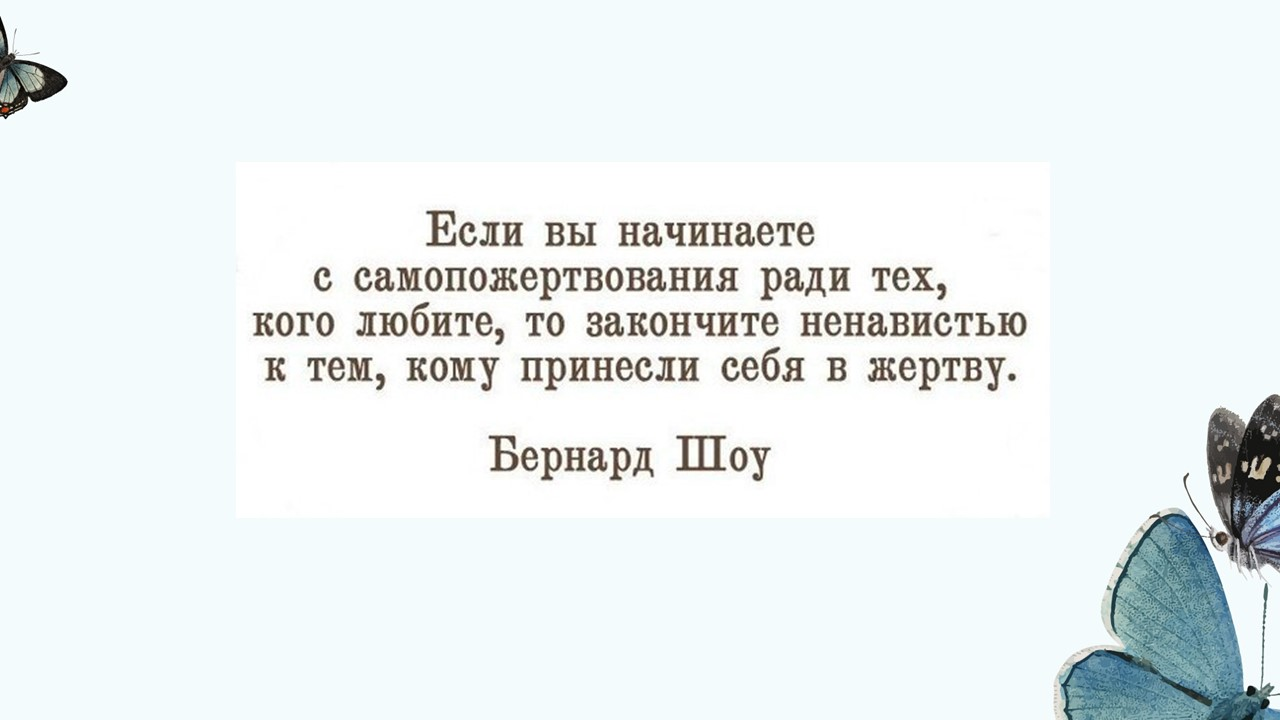 Если вы начинаете
с самопожертвования ради тех,
кого любите, то закончите ненавистью
к тем, кому принесли себя в жертву.
Бернард Шоу